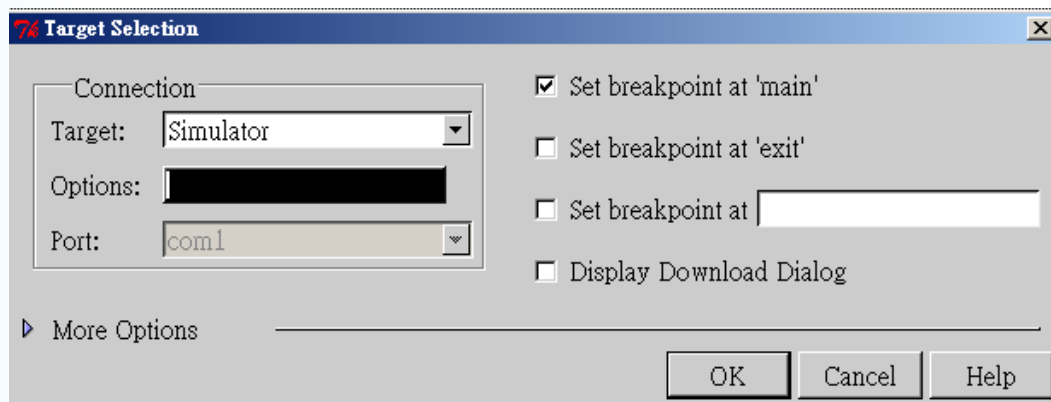 Target Selection
Connection
Target: Simulator
Options:
Port: com1
Set breakpoint at 'main'
Set breakpoint at 'exit'
Set breakpoint at
Display Download Dialog
More Options
OK Cancel Help